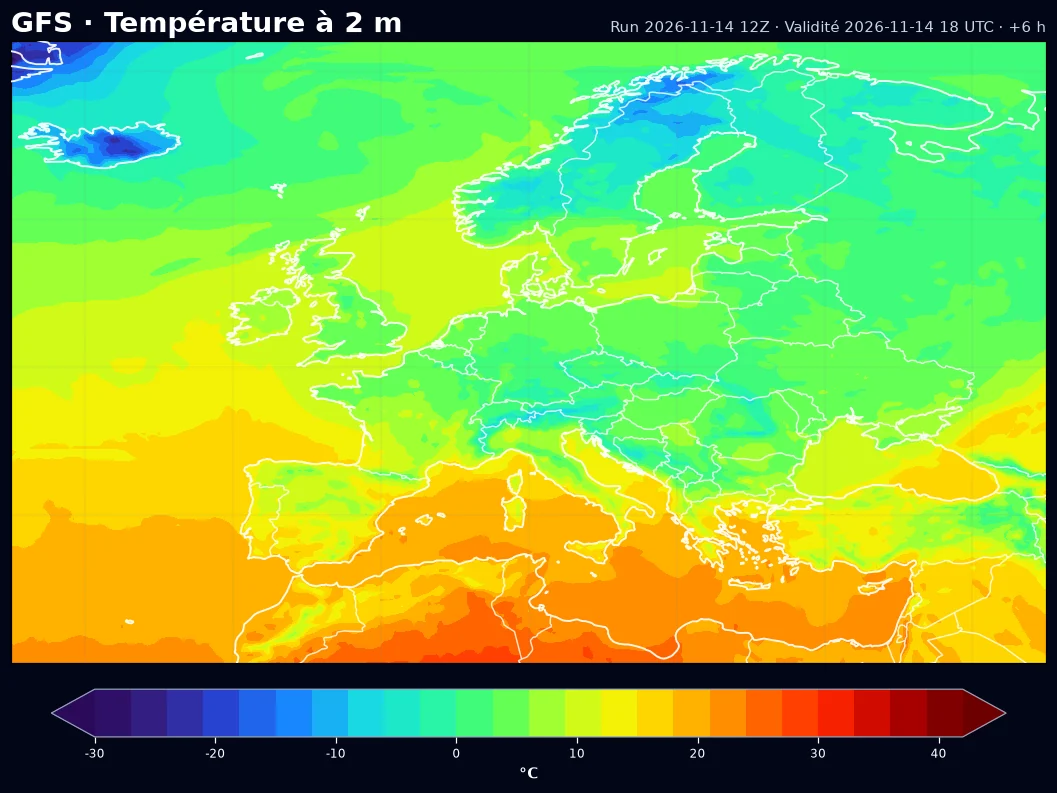 GFS · Température à 2 m
Run 2026-11-14 12Z · Validité 2026-11-14 18 UTC · +6 h
-30 -20 -10 0 10 20 30 40
°C